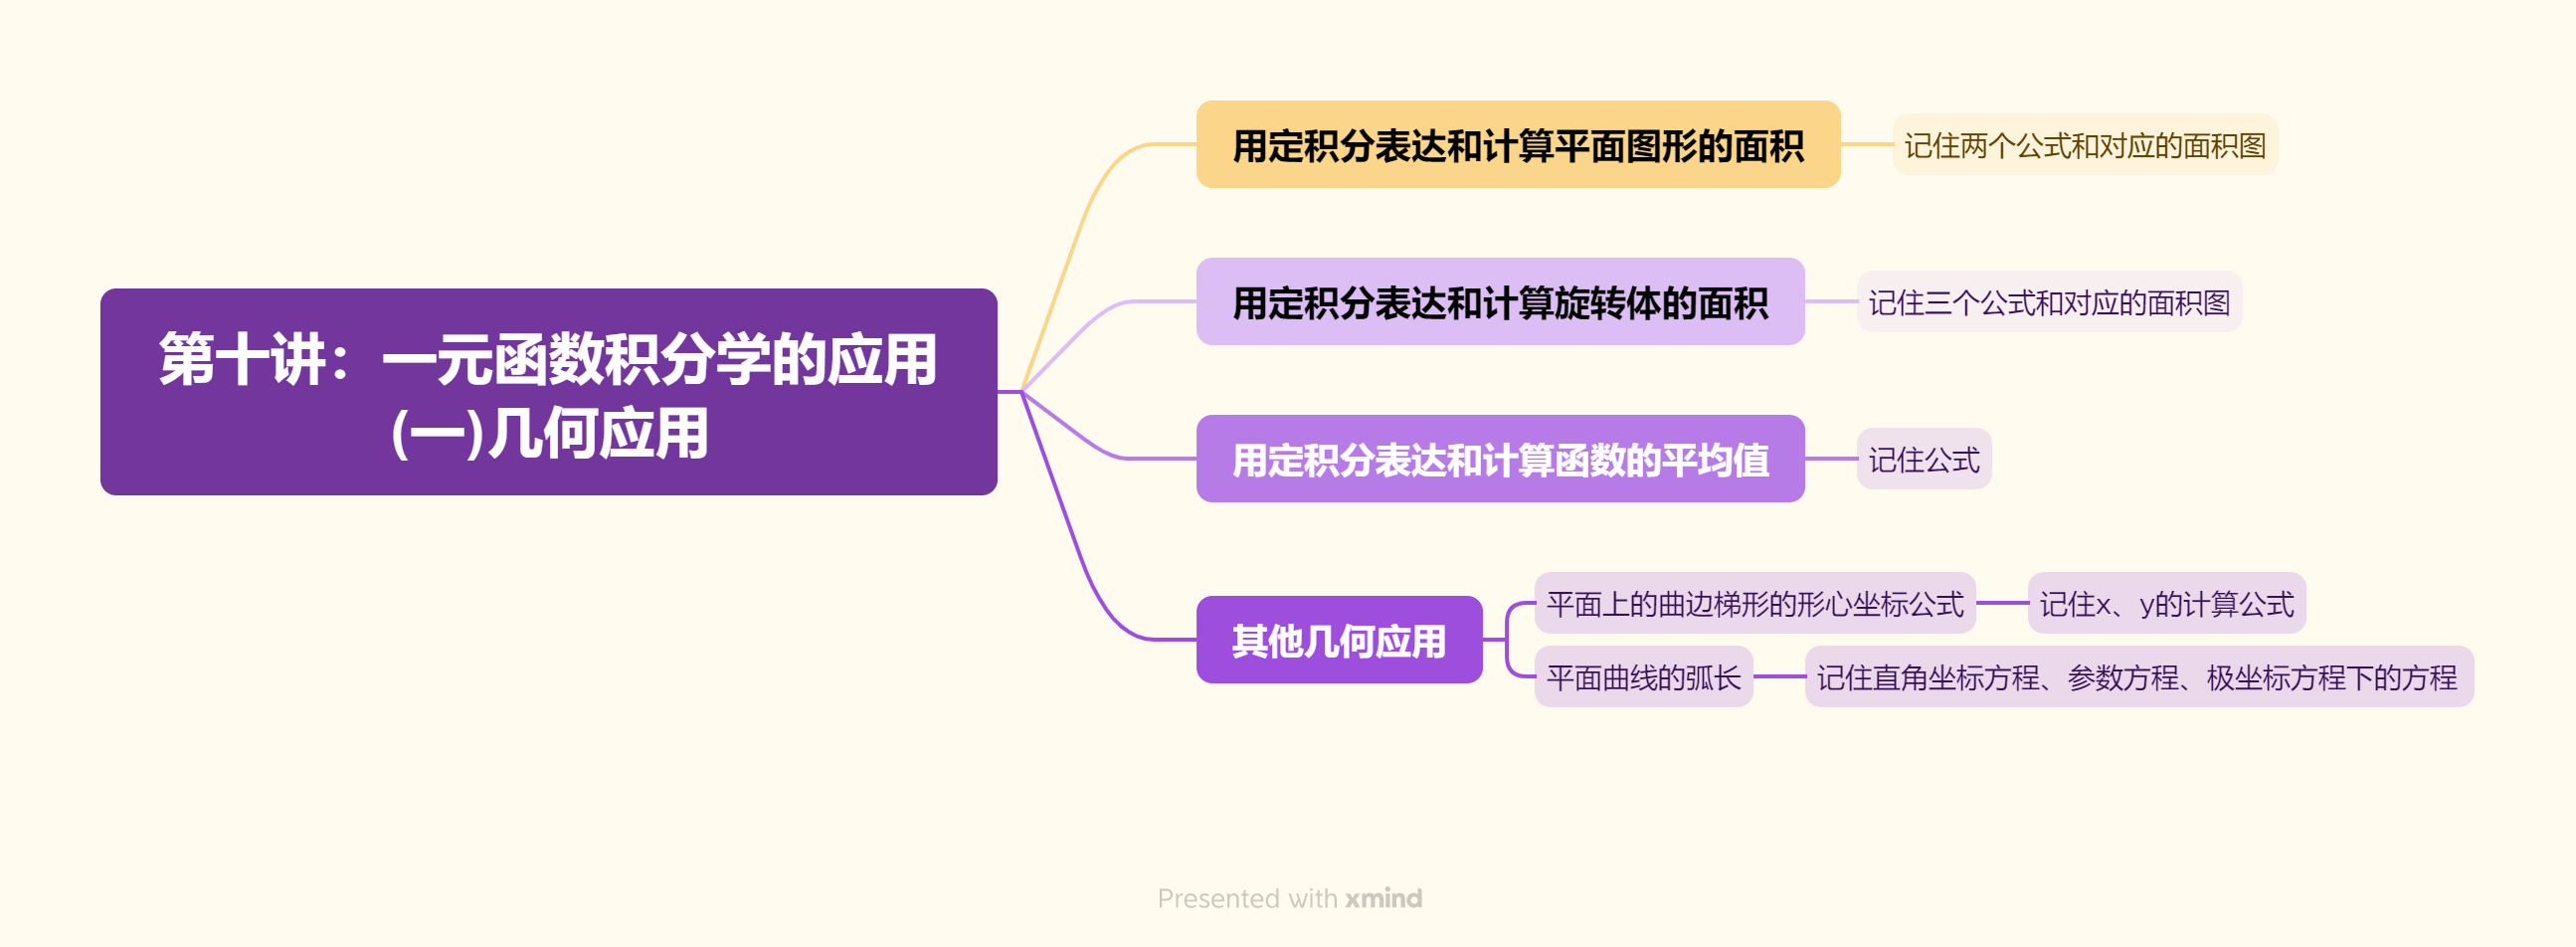 第十讲：一元函数积分学的应用
(一)几何应用
用定积分表达和计算平面图形的面积
记住两个公式和对应的面积图
用定积分表达和计算旋转体的面积
记住三个公式和对应的面积图
用定积分表达和计算函数的平均值
记住公式
其他几何应用
平面上的曲边梯形的形心坐标公式
记住x、y的计算公式
平面曲线的弧长
记住直角坐标方程、参数方程、极坐标方程下的方程
Presented with xmind